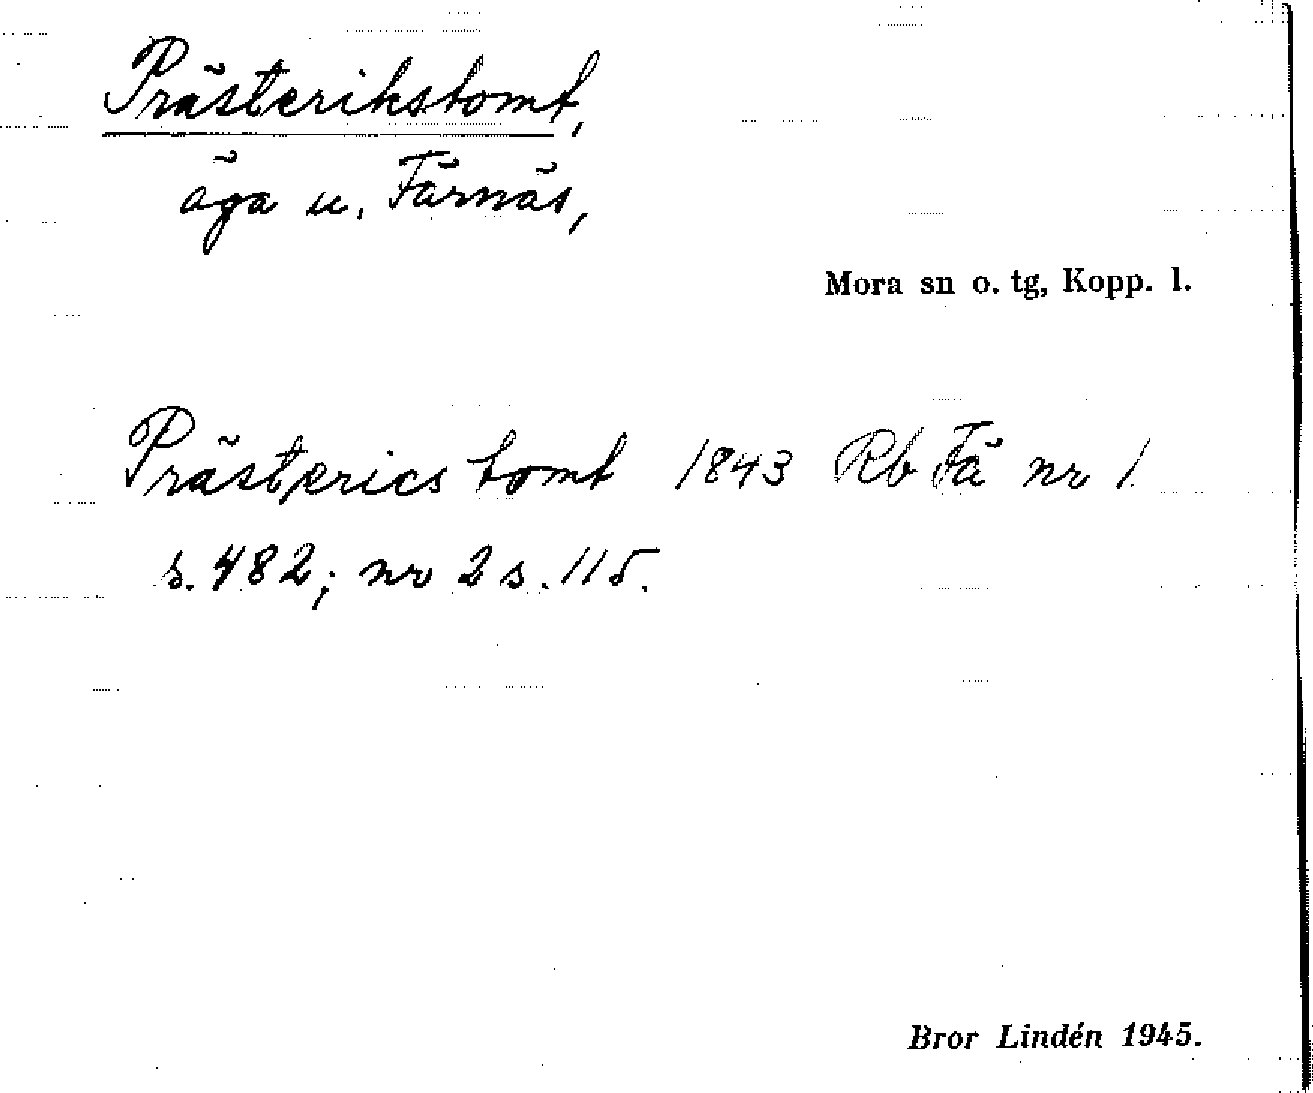 Prästerikstomt,
äga u. Färnäs,
Mora sn o. tg, Kopp. l.
Prästerics tomt 1843 Rb Fä nr 1
s. 482; nr 2 s. 115.
Bror Lindén 1945.